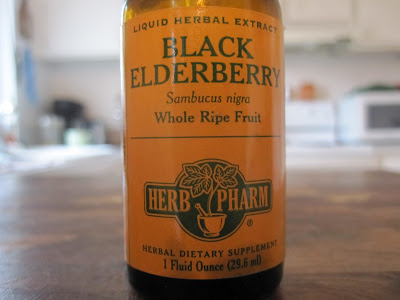 LIQUID HERBAL EXTRACT
BLACK
ELDERBERRY
Sambucus nigra
Whole Ripe Fruit
HERB PHARM®
HERBAL DIETARY SUPPLEMENT
1 Fluid Ounce (29.6 ml)